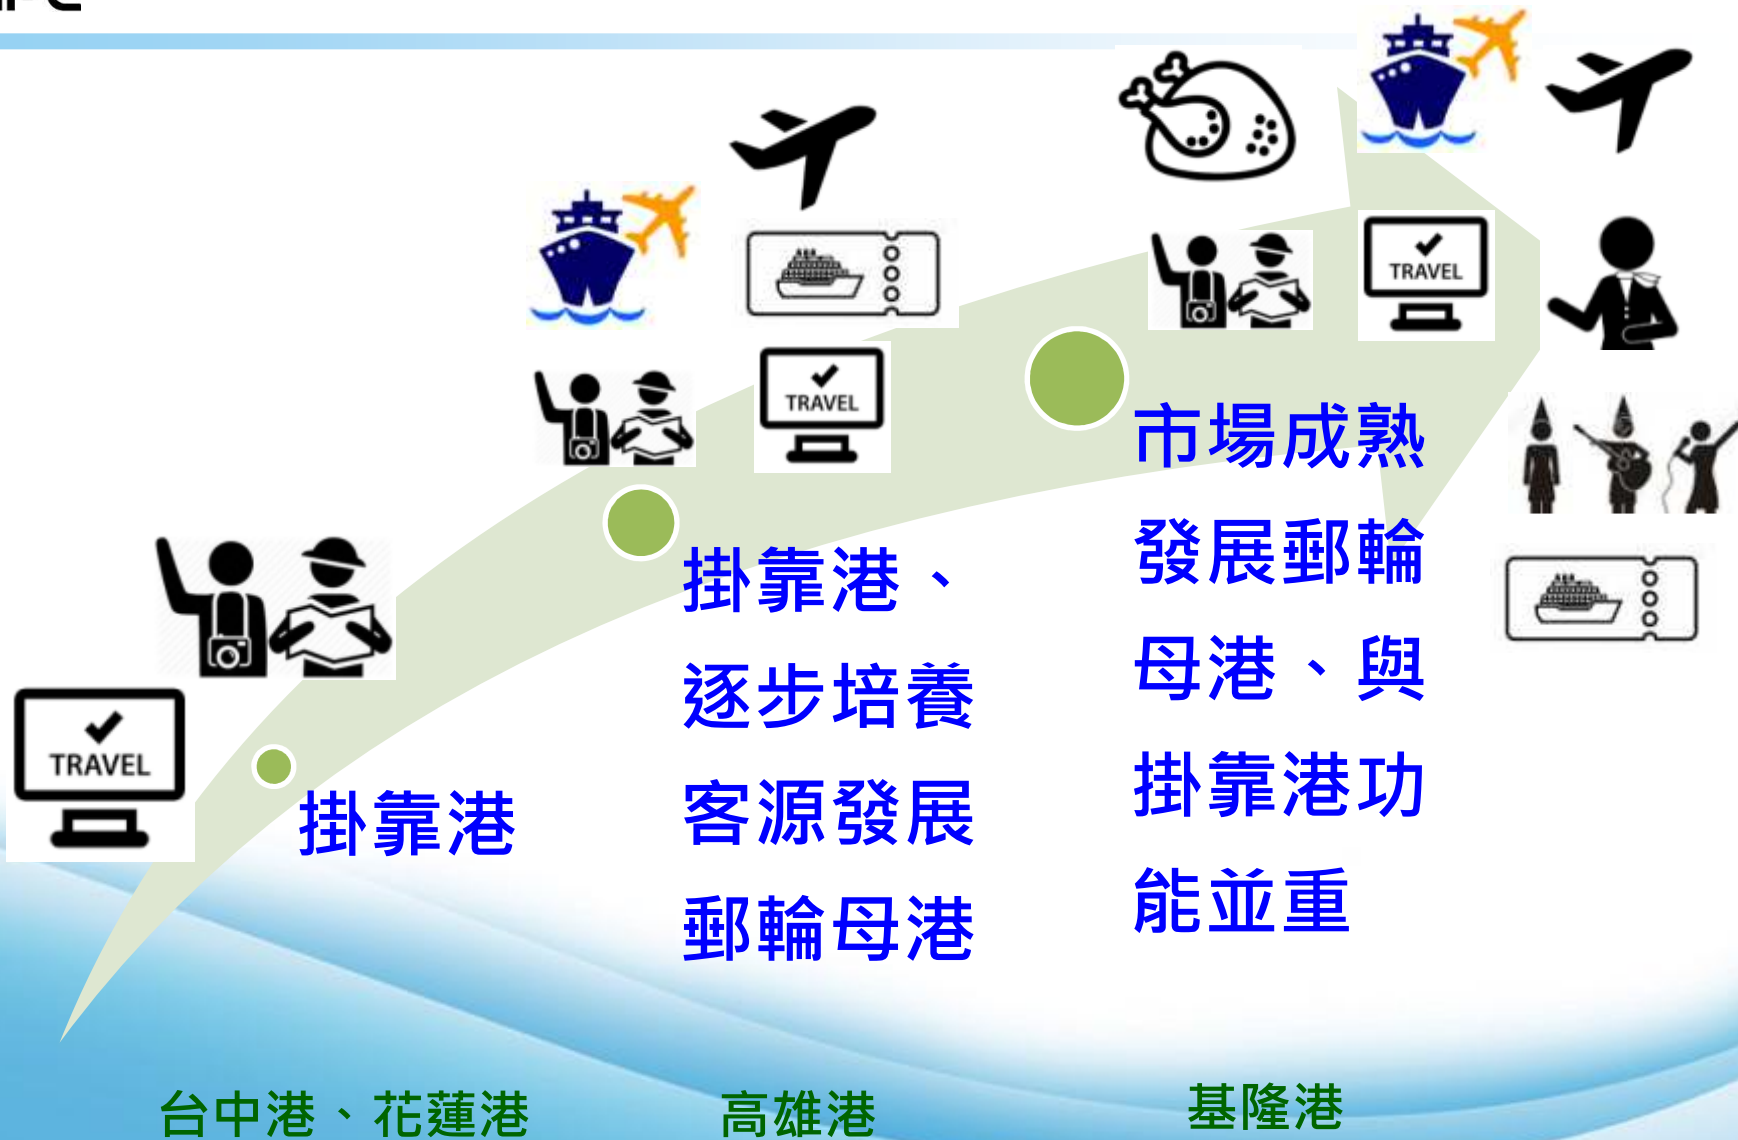 TRAVEL
TRAVEL
TRAVEL
掛靠港
掛靠港、
逐步培養
客源發展
郵輪母港
市場成熟
發展郵輪
母港、與
掛靠港功
能並重
台中港、花蓮港
高雄港
基隆港